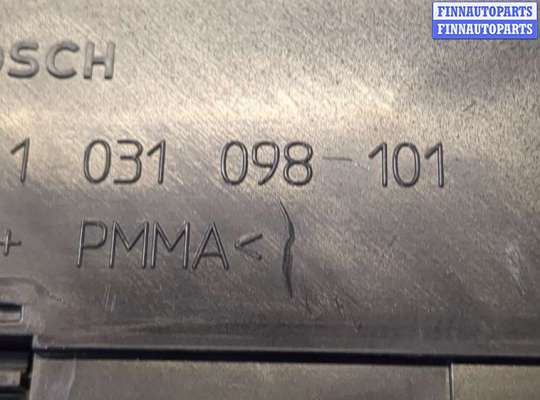 FINNAUTOPARTS
FINNAUTOPARTS
OSCH
1 031 098-101
+ PMMA<